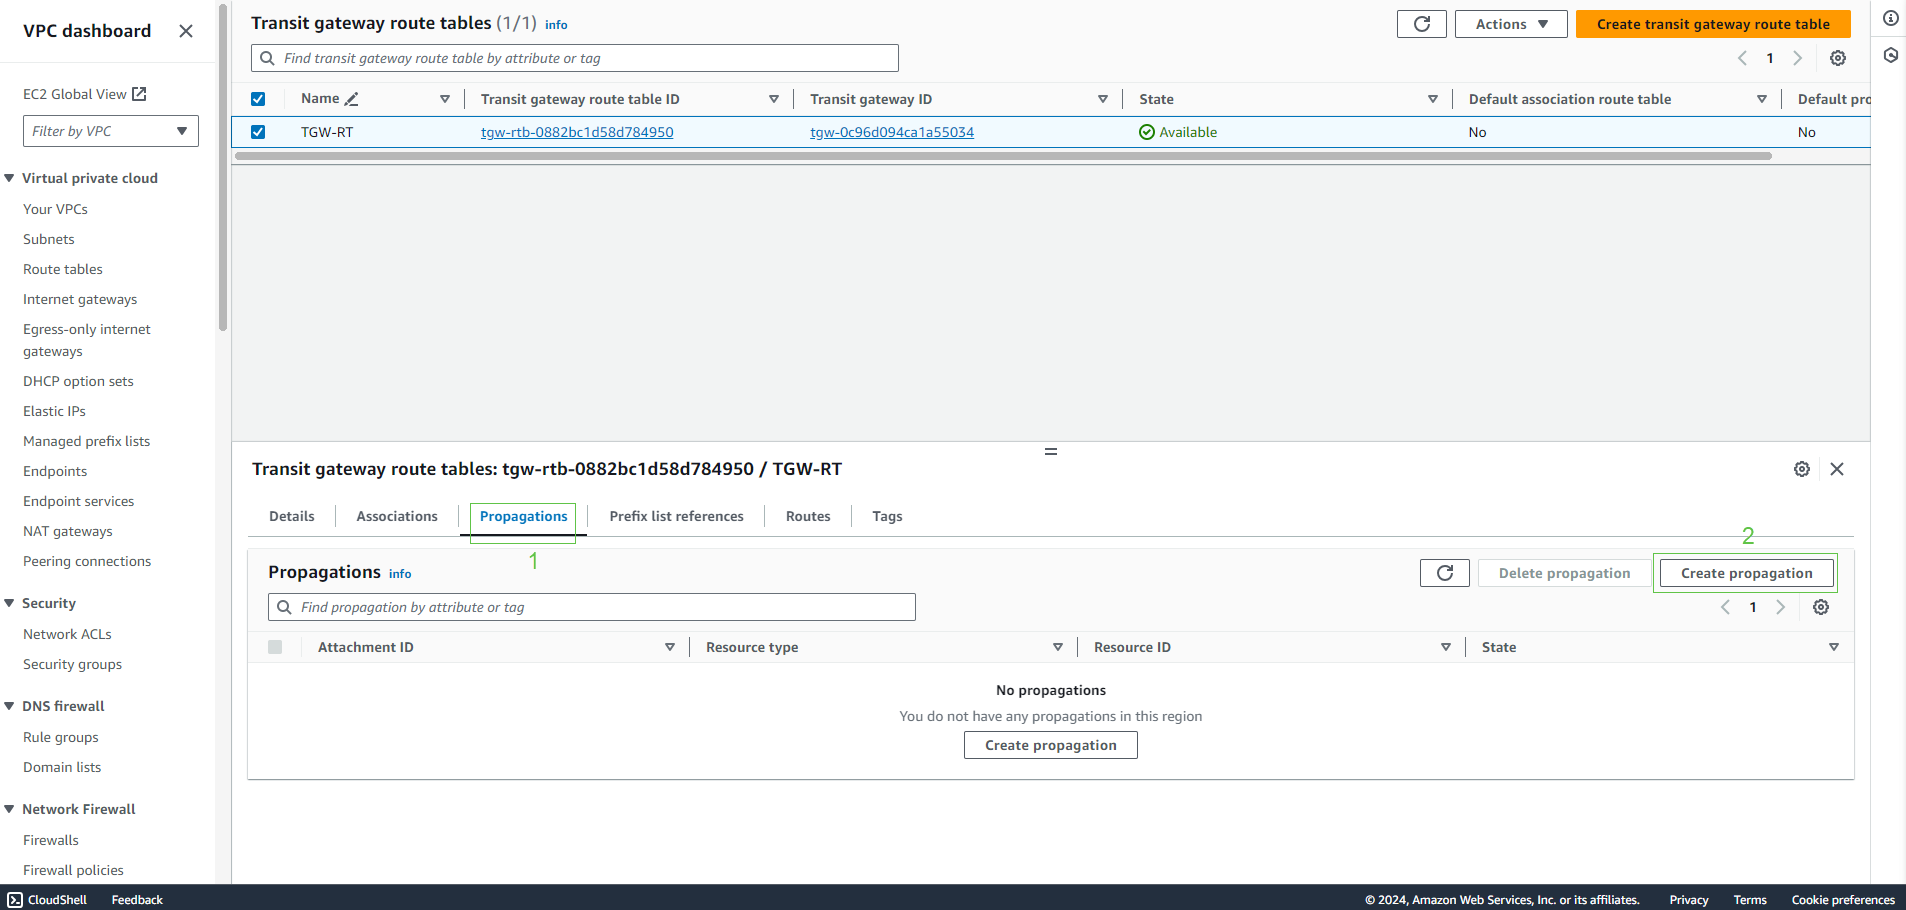 VPC dashboard
EC2 Global View
Filter by VPC
Virtual private cloud
Your VPCs
Subnets
Route tables
Internet gateways
Egress-only internet
gateways
DHCP option sets
Elastic IPs
Managed prefix lists
Endpoints
Endpoint services
NAT gateways
Peering connections
Security
Network ACLs
Security groups
DNS firewall
Rule groups
Domain lists
Network Firewall
Firewalls
Firewall policies
Transit gateway route tables (1/1) info
Actions
Create transit gateway route table
Find transit gateway route table by attribute or tag
1
Name Transit gateway route table ID Transit gateway ID State Default association route table Default pro
TGW-RT tgw-rtb-0882bc1d58d784950 tgw-0c96d094ca1a55034 Available No No
Transit gateway route tables: tgw-rtb-0882bc1d58d784950 / TGW-RT
Details Associations Propagations Prefix list references Routes Tags
1
2
Propagations info
Delete propagation Create propagation
Find propagation by attribute or tag
1
Attachment ID Resource type Resource ID State
No propagations
You do not have any propagations in this region
Create propagation
CloudShell Feedback © 2024, Amazon Web Services, Inc. or its affiliates. Privacy Terms Cookie preferences